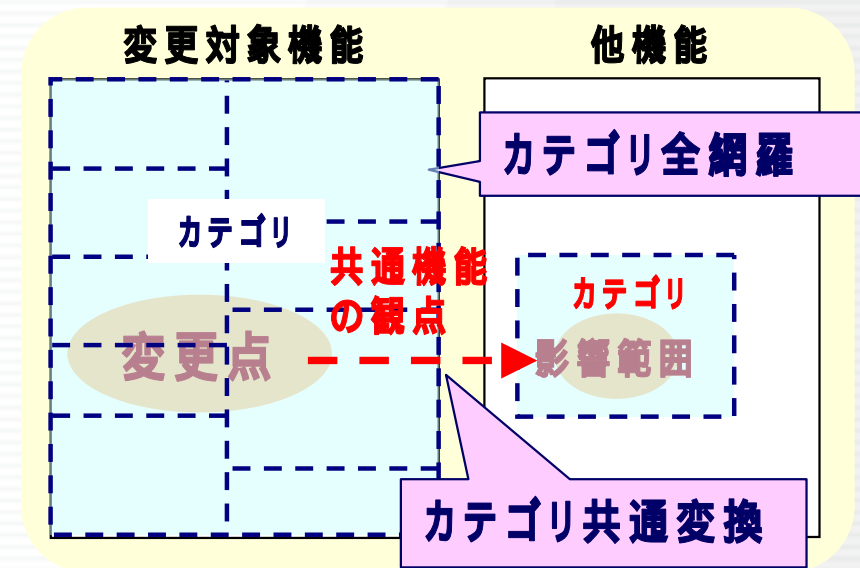 変更対象機能
他機能
カテゴリ全網羅
カテゴリ
共通機能
の観点
カテゴリ
変更点
影響範囲
カテゴリ共通変換